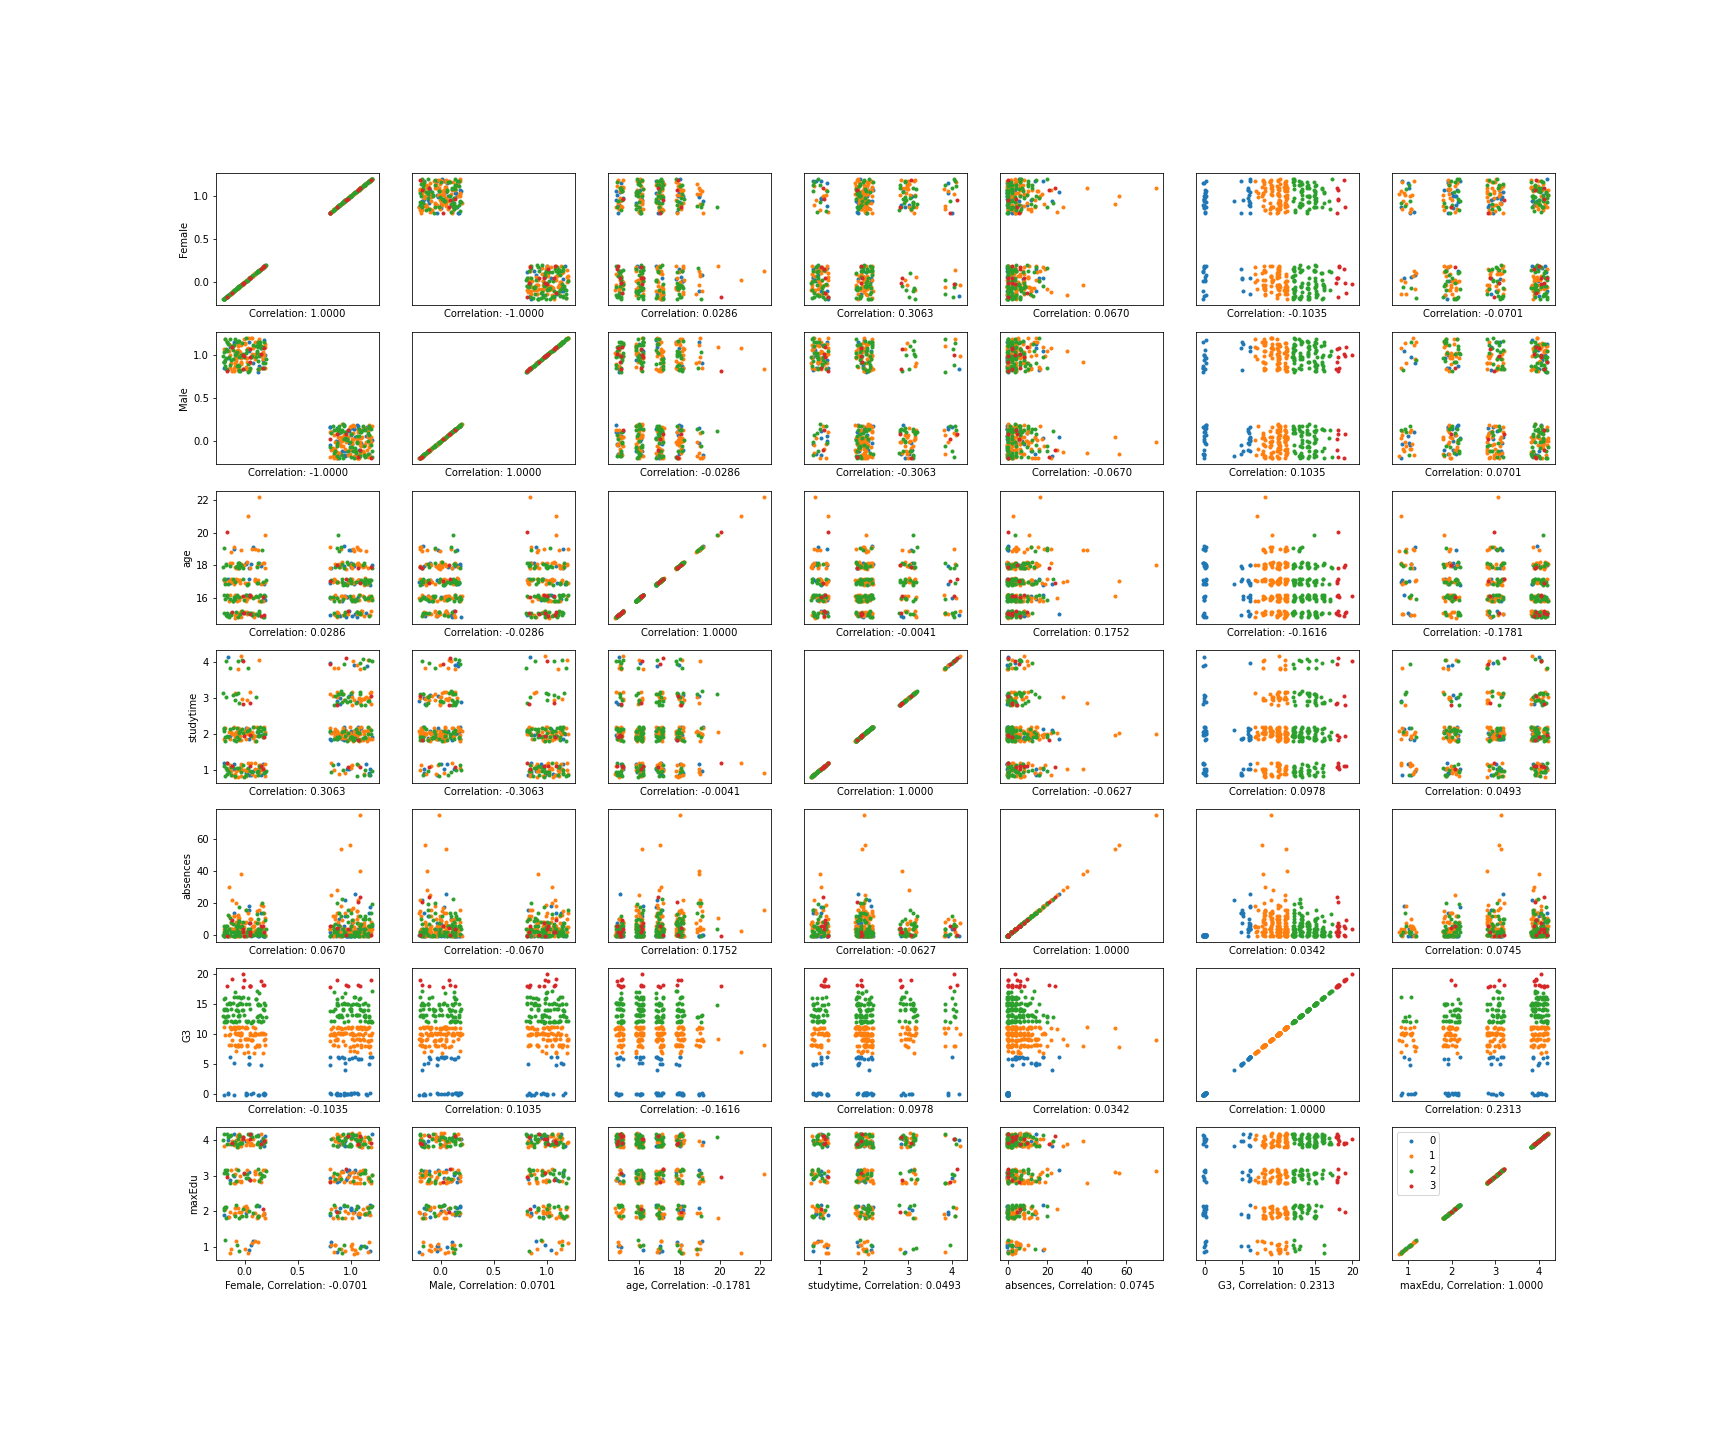 1.0
0.5
0.0
Female
Correlation: 1.0000
Correlation: -1.0000
Correlation: 0.0286
Correlation: 0.3063
Correlation: 0.0670
Correlation: -0.1035
Correlation: -0.0701
1.0
0.5
0.0
Male
Correlation: -1.0000
Correlation: 1.0000
Correlation: -0.0286
Correlation: -0.3063
Correlation: -0.0670
Correlation: 0.1035
Correlation: 0.0701
22
20
18
16
age
Correlation: 0.0286
Correlation: -0.0286
Correlation: 1.0000
Correlation: -0.0041
Correlation: 0.1752
Correlation: -0.1616
Correlation: -0.1781
4
3
2
1
studytime
Correlation: 0.3063
Correlation: -0.3063
Correlation: -0.0041
Correlation: 1.0000
Correlation: -0.0627
Correlation: 0.0978
Correlation: 0.0493
60
40
20
0
absences
Correlation: 0.0670
Correlation: -0.0670
Correlation: 0.1752
Correlation: -0.0627
Correlation: 1.0000
Correlation: 0.0342
Correlation: 0.0745
20
15
10
5
0
G3
Correlation: -0.1035
Correlation: 0.1035
Correlation: -0.1616
Correlation: 0.0978
Correlation: 0.0342
Correlation: 1.0000
Correlation: 0.2313
4
3
2
1
maxEdu
0
1
2
3
0.0 0.5 1.0
Female, Correlation: -0.0701
0.0 0.5 1.0
Male, Correlation: 0.0701
16 18 20 22
age, Correlation: -0.1781
1 2 3 4
studytime, Correlation: 0.0493
0 20 40 60
absences, Correlation: 0.0745
0 5 10 15 20
G3, Correlation: 0.2313
1 2 3 4
maxEdu, Correlation: 1.0000